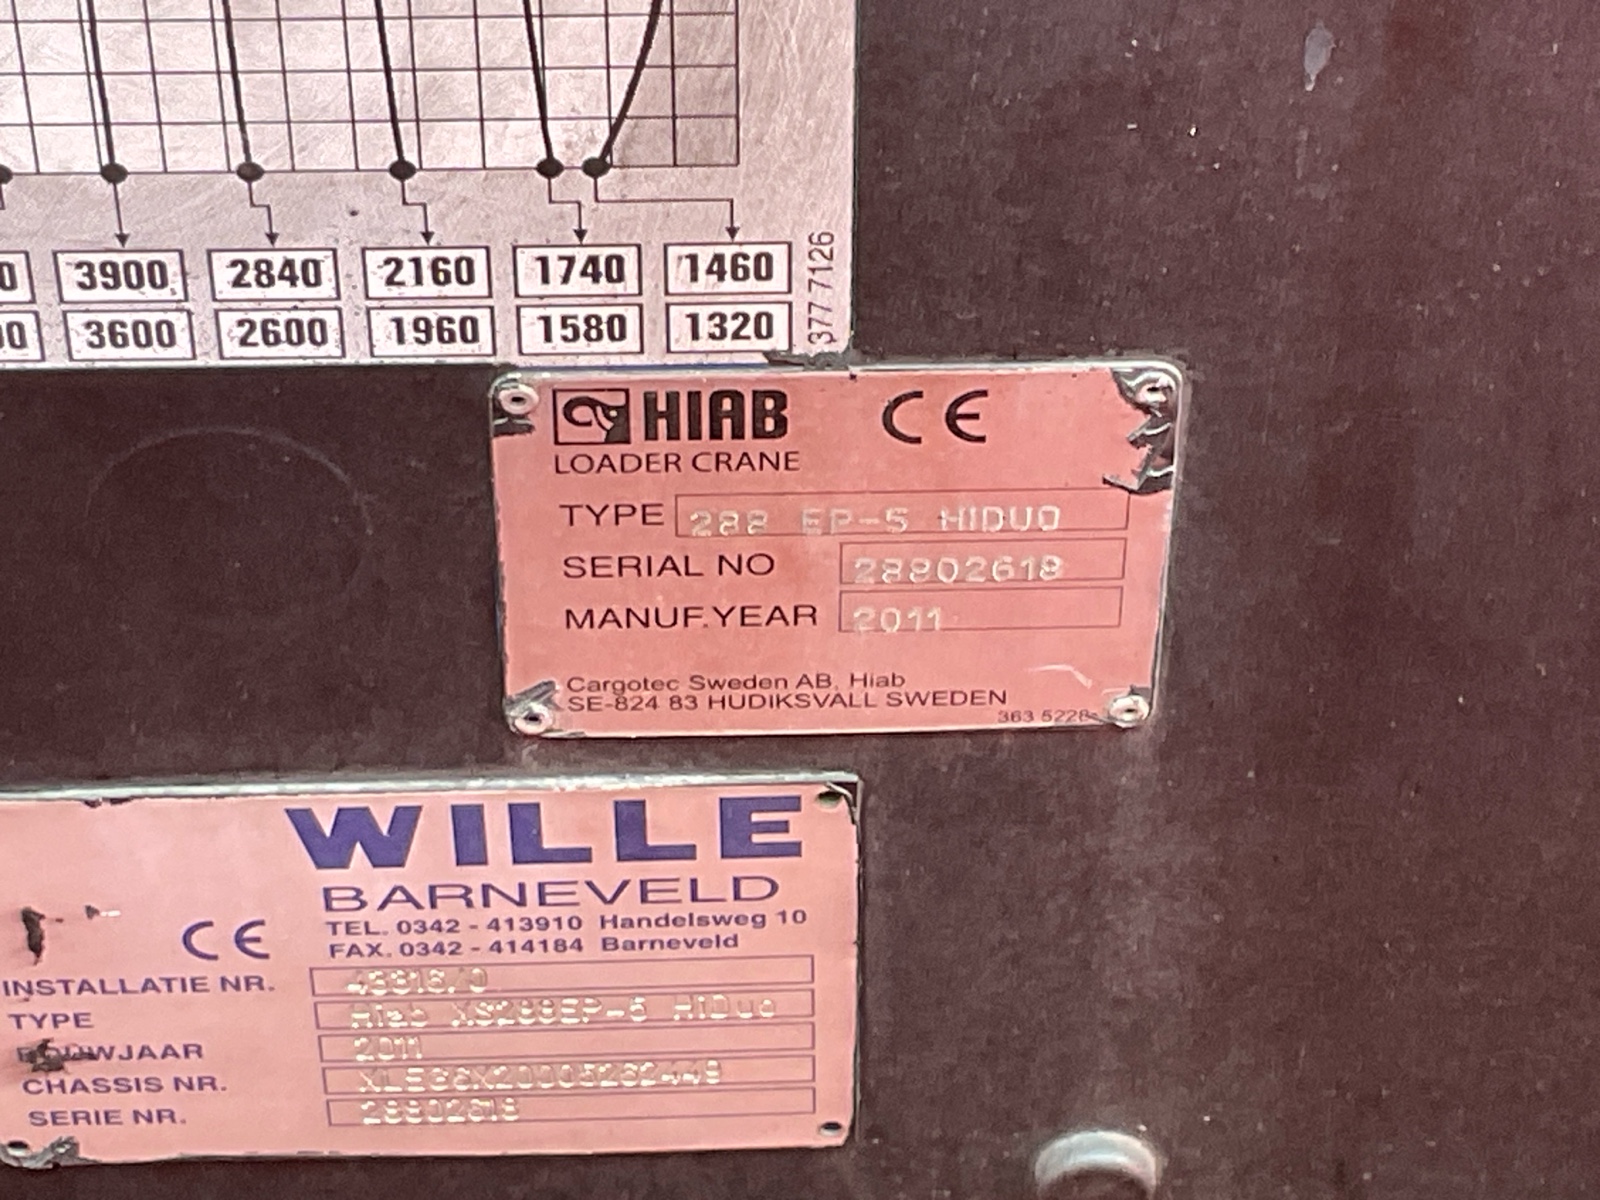 3900 2840 2160 1740 1460
3600 2600 1960 1580 1320
377 7126
HIAB CE
LOADER CRANE
TYPE 288 EP-5 HIDUO
SERIAL NO 28802618
MANUF.YEAR 2011
Cargotec Sweden AB, Hiab
SE-824 83 HUDIKSVALL SWEDEN
363 5228
WILLE
BARNEVELD
TEL. 0342 - 413910 Handelsweg 10
FAX. 0342 - 414184 Barneveld
CE
INSTALLATIE NR.
TYPE Hiab XS288EP-5 HiDuo
BOUWJAAR 2011
CHASSIS NR.
SERIE NR. 28802618